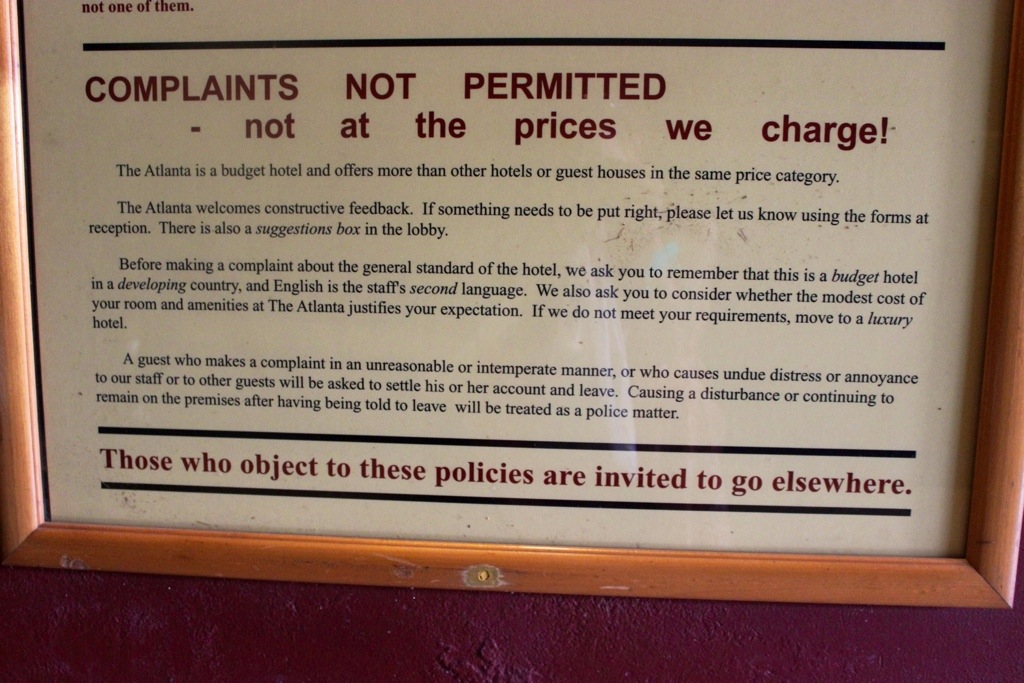 not one of them.
COMPLAINTS NOT PERMITTED
- not at the prices we charge!
The Atlanta is a budget hotel and offers more than other hotels or guest houses in the same price category.
The Atlanta welcomes constructive feedback. If something needs to be put right, please let us know using the forms at
reception. There is also a suggestions box in the lobby.
Before making a complaint about the general standard of the hotel, we ask you to remember that this is a budget hotel
in a developing country, and English is the staff's second language. We also ask you to consider whether the modest cost of
your room and amenities at The Atlanta justifies your expectation. If we do not meet your requirements, move to a luxury
hotel.
A guest who makes a complaint in an unreasonable or intemperate manner, or who causes undue distress or annoyance
to our staff or to other guests will be asked to settle his or her account and leave. Causing a disturbance or continuing to
remain on the premises after having being told to leave will be treated as a police matter.
Those who object to these policies are invited to go elsewhere.